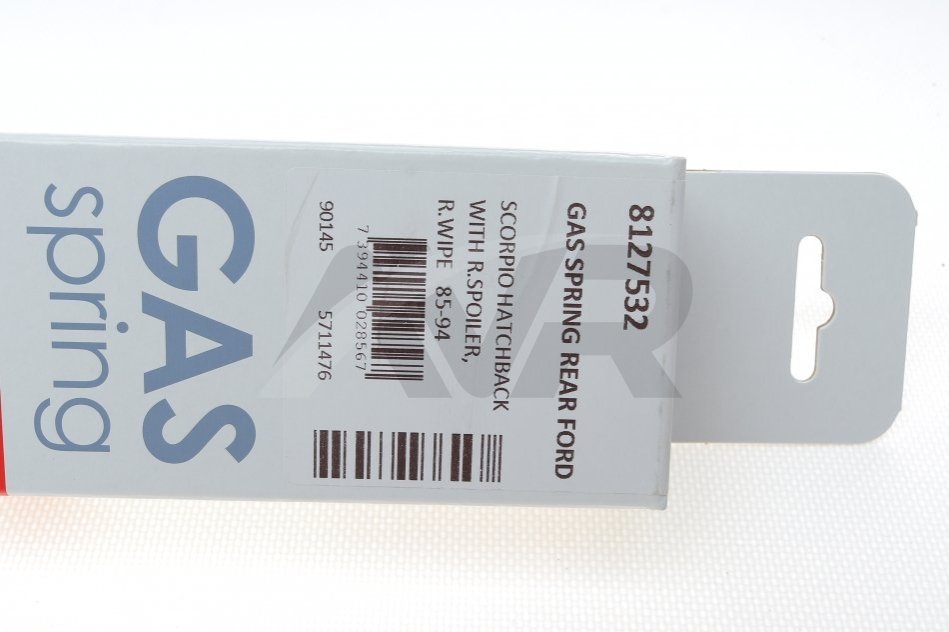 8127532
GAS SPRING REAR FORD
SCORPIO HATCHBACK
WITH R.SPOILER,
R.WIPE 85-94
7 394410 028567
90145 5711476
GAS
spring
AVR